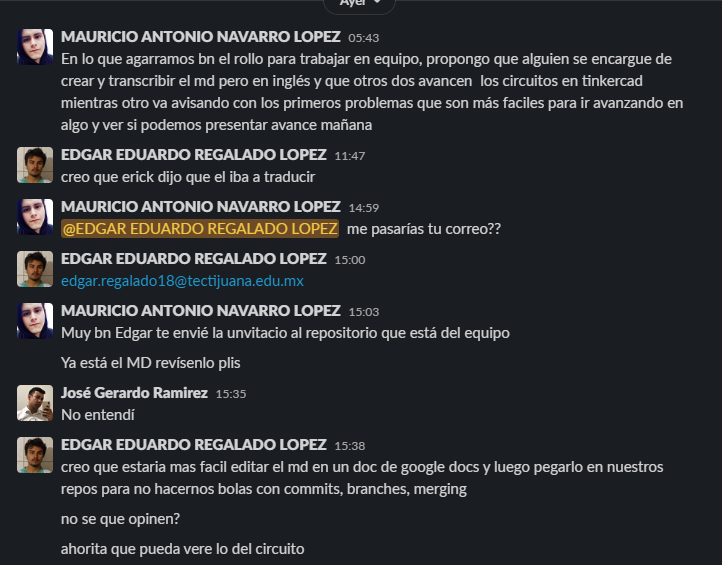 Ayer
MAURICIO ANTONIO NAVARRO LOPEZ 05:43
En lo que agarramos bn el rollo para trabajar en equipo, propongo que alguien se encargue de
crear y transcribir el md pero en inglés y que otros dos avancen los circuitos en tinkercad
mientras otro va avisando con los primeros problemas que son más faciles para ir avanzando en
algo y ver si podemos presentar avance mañana
EDGAR EDUARDO REGALADO LOPEZ 11:47
creo que erick dijo que el iba a traducir
MAURICIO ANTONIO NAVARRO LOPEZ 14:59
@EDGAR EDUARDO REGALADO LOPEZ me pasarías tu correo??
EDGAR EDUARDO REGALADO LOPEZ 15:00
edgar.regalado18@tectijuana.edu.mx
MAURICIO ANTONIO NAVARRO LOPEZ 15:03
Muy bn Edgar te envié la unvitacio al repositorio que está del equipo
Ya está el MD revísenlo plis
José Gerardo Ramirez 15:35
No entendí
EDGAR EDUARDO REGALADO LOPEZ 15:38
creo que estaria mas facil editar el md en un doc de google docs y luego pegarlo en nuestros
repos para no hacernos bolas con commits, branches, merging
no se que opinen?
ahorita que pueda vere lo del circuito